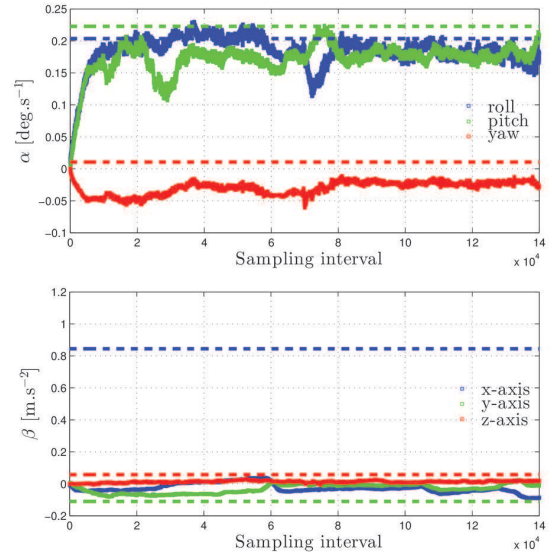 0.25
0.2
0.15
0.1
0.05
0
-0.05
-0.1
α [deg.s⁻¹]
roll
pitch
yaw
0 2 4 6 8 10 12 14
x 10⁴
Sampling interval
1.2
1
0.8
0.6
0.4
0.2
0
-0.2
β [m.s⁻²]
x-axis
y-axis
z-axis
0 2 4 6 8 10 12 14
x 10⁴
Sampling interval